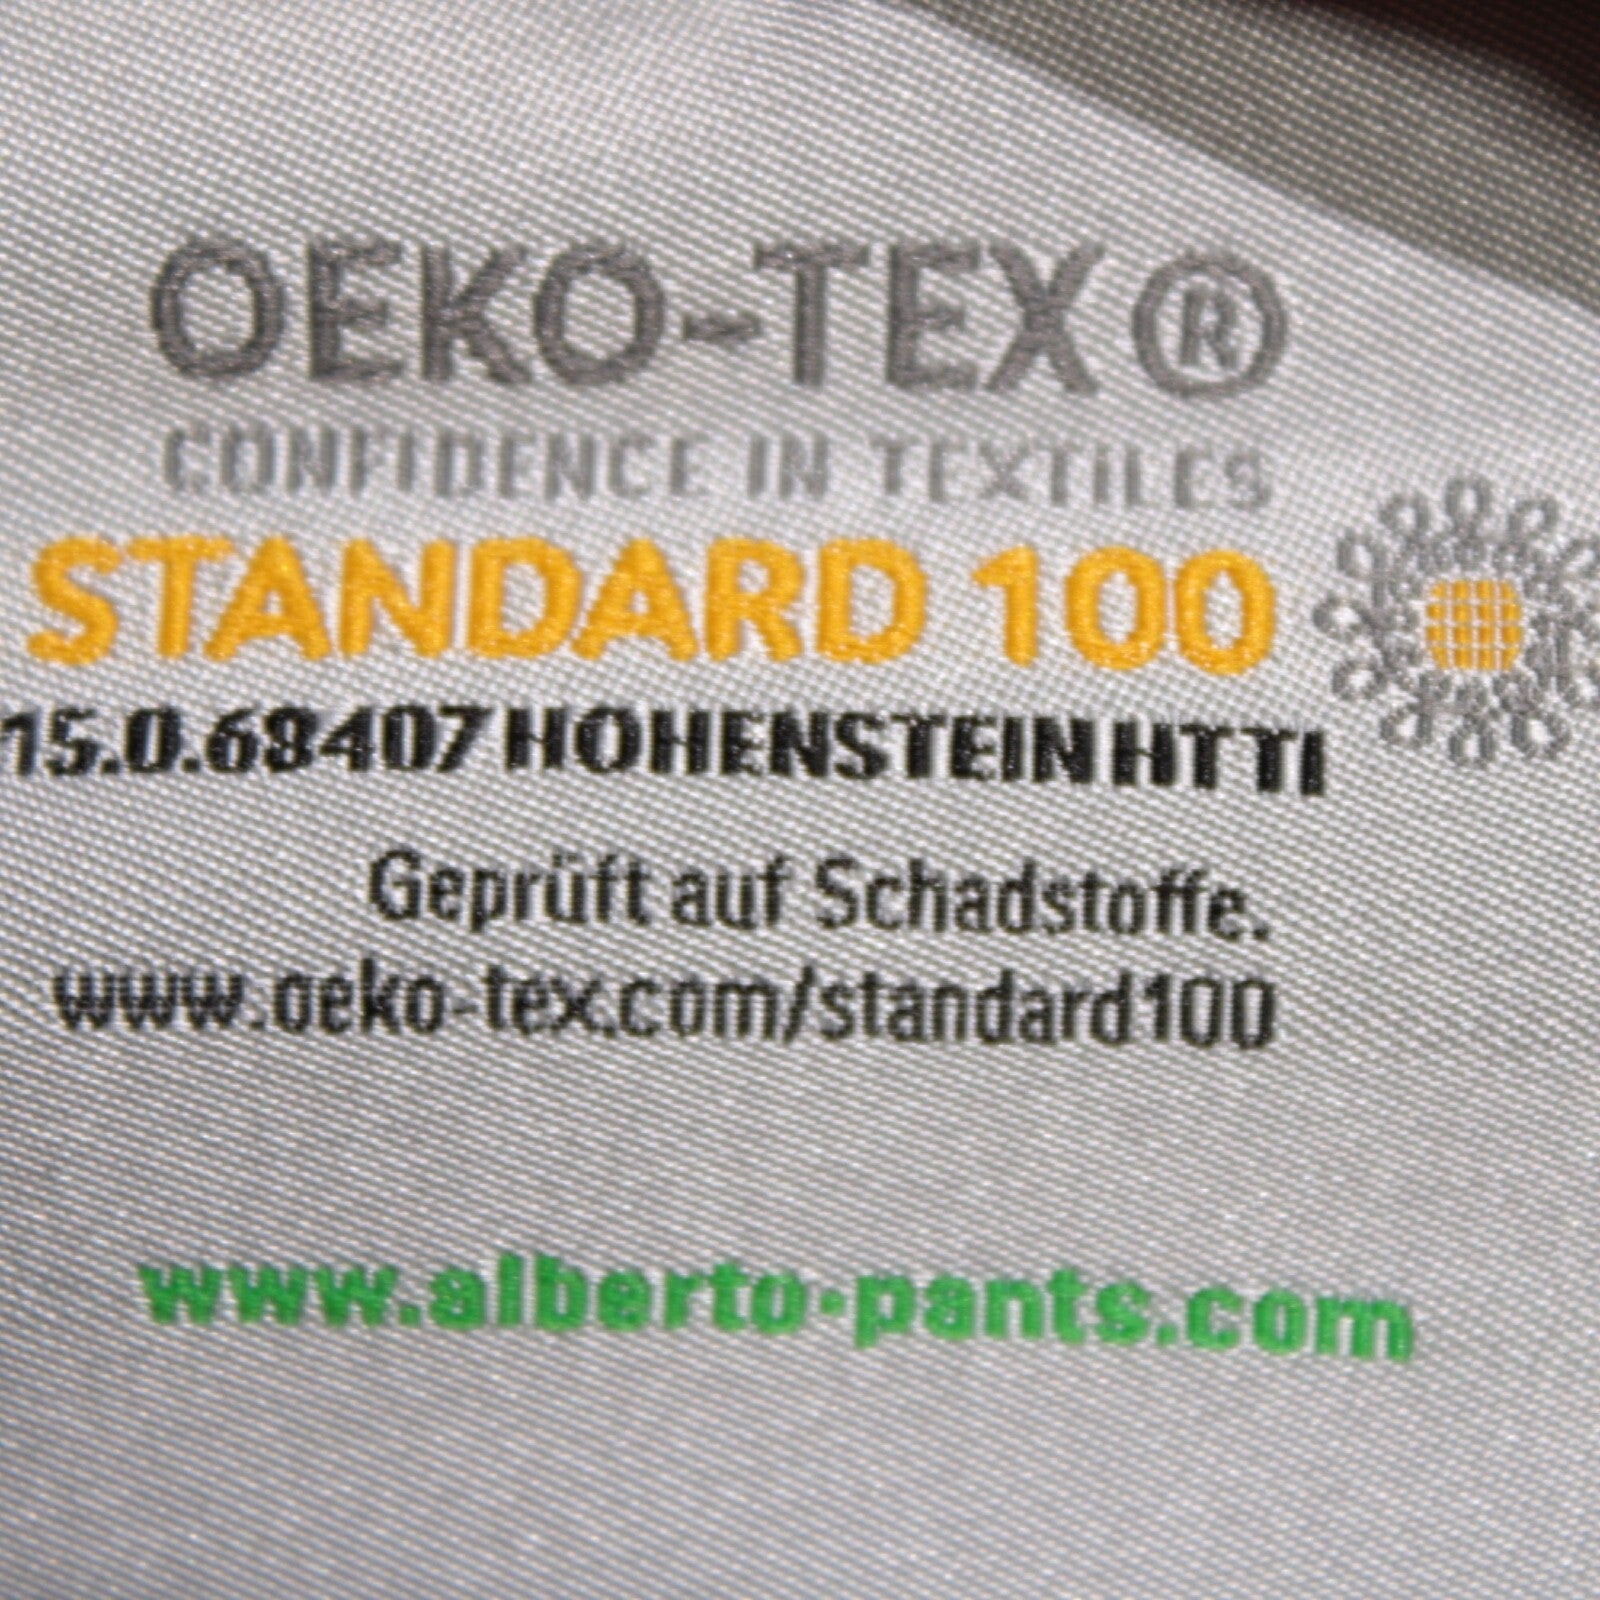 OEKO-TEX®
CONFIDENCE IN TEXTILES
STANDARD 100
15.0.68407 HOHENSTEIN HTTI
Geprüft auf Schadstoffe.
www.oeko-tex.com/standard100
www.alberto-pants.com